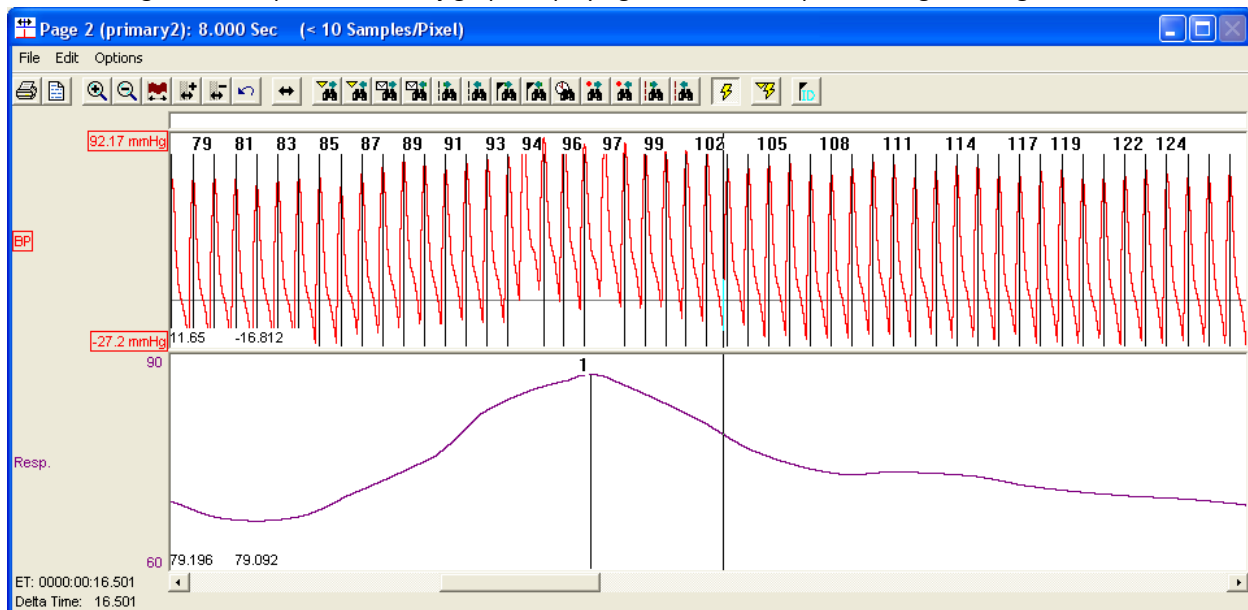 Page 2 (primary2): 8.000 Sec (< 10 Samples/Pixel)
File Edit Options
ID
92.17 mmHg
79 81 83 85 87 89 91 93 94 96 97 99 102 105 108 111 114 117 119 122 124
BP
-27.2 mmHg
11.65 -16.812
90
1
Resp.
60
79.196 79.092
ET: 0000:00:16.501
Delta Time: 16.501